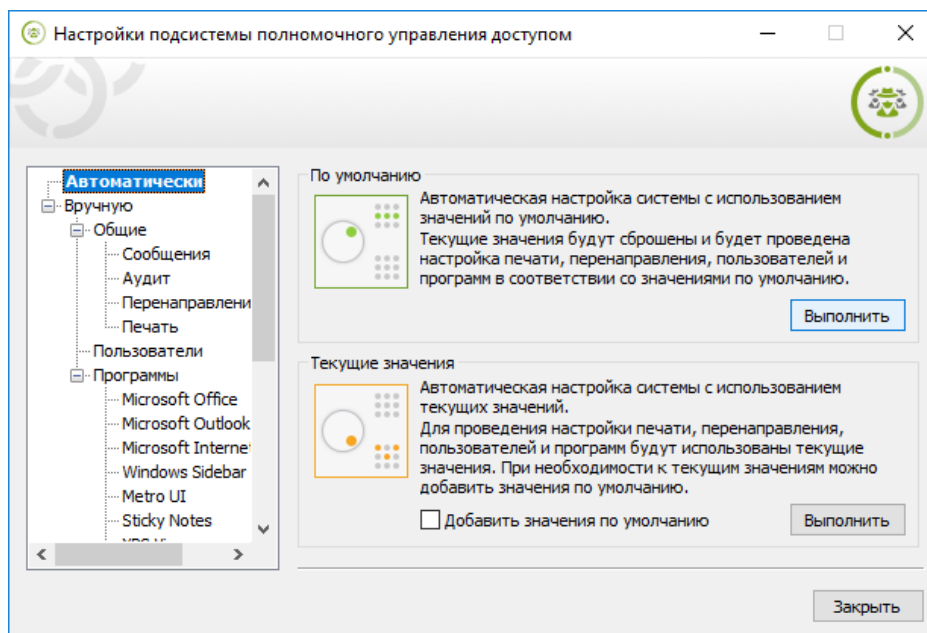 Настройки подсистемы полномочного управления доступом
Автоматически
Вручную
Общие
Сообщения
Аудит
Перенаправлени
Печать
Пользователи
Программы
Microsoft Office
Microsoft Outlook
Microsoft Interne
Windows Sidebar
Metro UI
Sticky Notes
По умолчанию
Автоматическая настройка системы с использованием
значений по умолчанию.
Текущие значения будут сброшены и будет проведена
настройка печати, перенаправления, пользователей и
программ в соответствии со значениями по умолчанию.
Выполнить
Текущие значения
Автоматическая настройка системы с использованием
текущих значений.
Для проведения настройки печати, перенаправления,
пользователей и программ будут использованы текущие
значения. При необходимости к текущим значениям можно
добавить значения по умолчанию.
Добавить значения по умолчанию
Выполнить
Закрыть